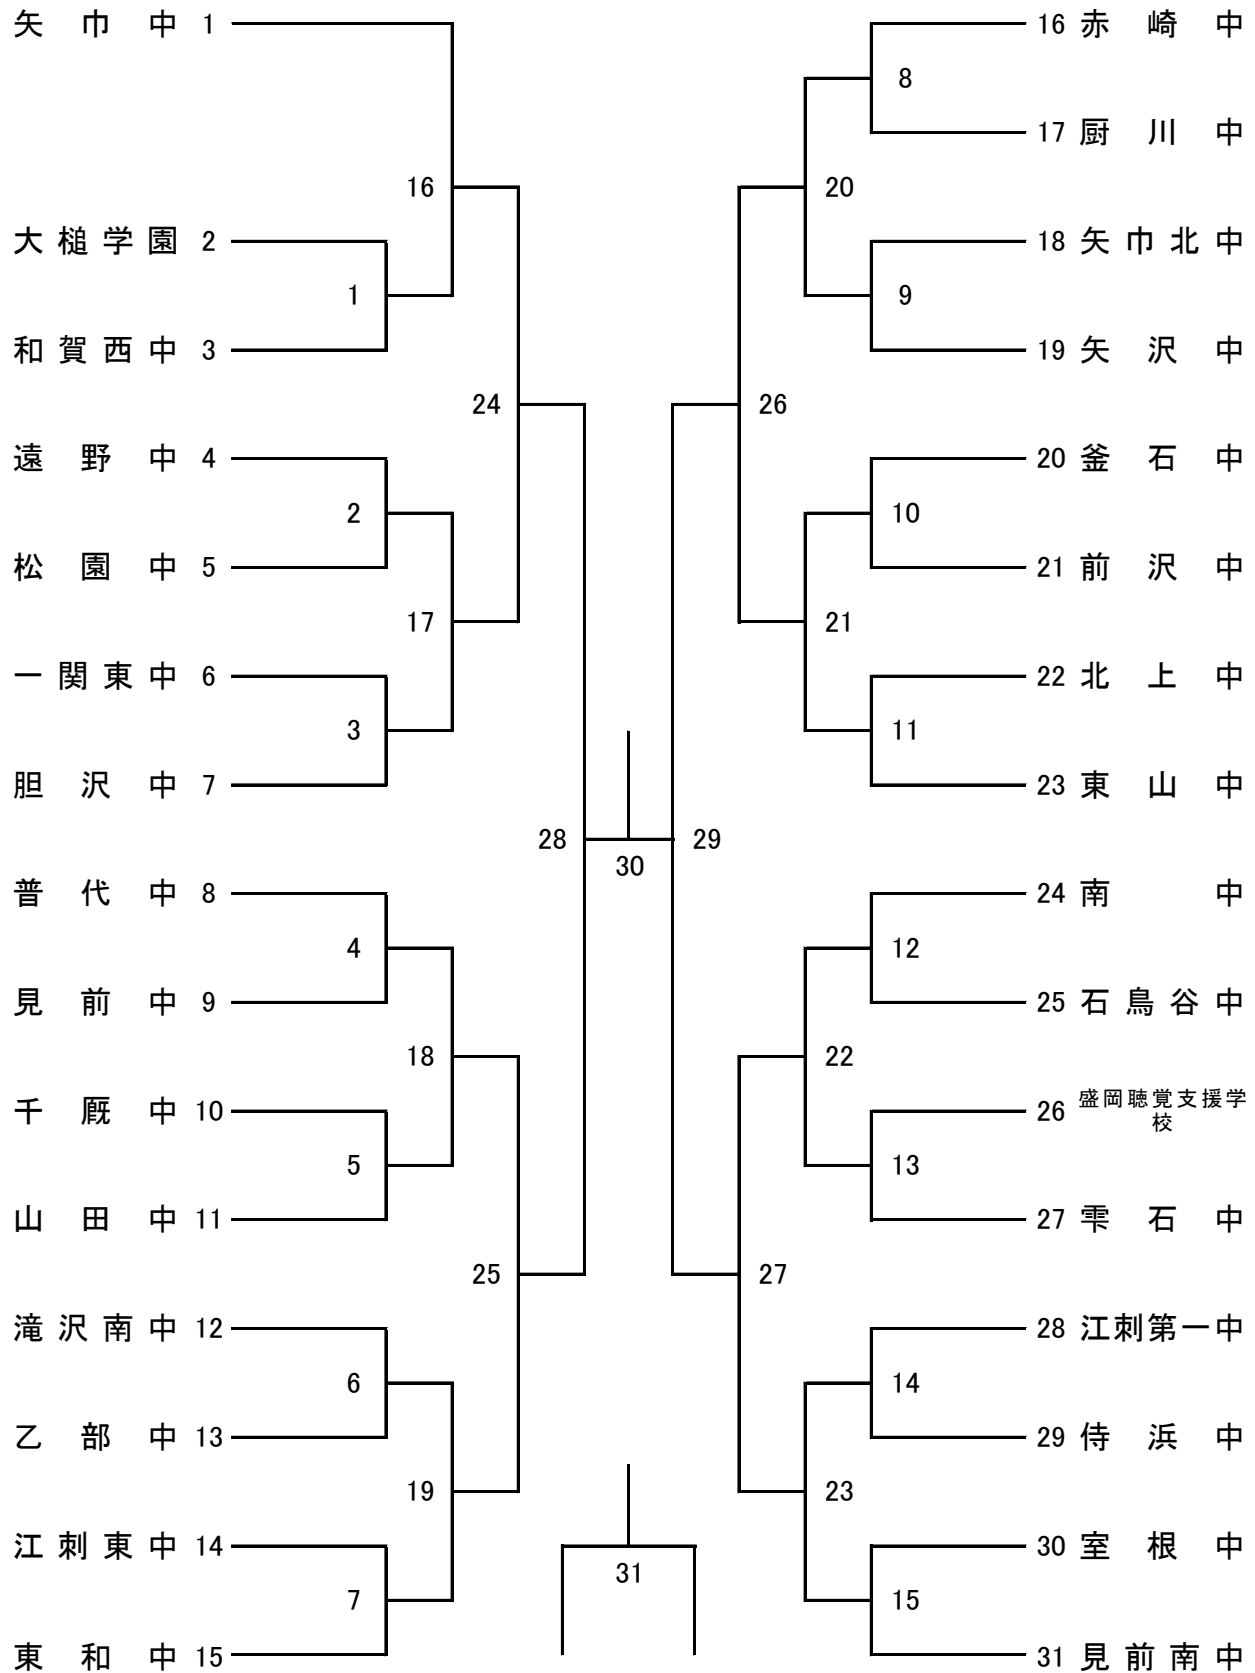 矢巾中 1
16
大槌学園 2
1
和賀西中 3
24
遠野中 4
2
松園中 5
17
一関東中 6
3
胆沢中 7
28
普代中 8
4
見前中 9
18
千厩中 10
5
山田中 11
25
滝沢南中 12
6
乙部中 13
19
江刺東中 14
7
東和中 15
30
31
16 赤崎中
8
17 厨川中
20
18 矢巾北中
9
19 矢沢中
26
20 釜石中
10
21 前沢中
21
22 北上中
11
23 東山中
29
24 南中
12
25 石鳥谷中
22
26 盛岡聴覚支援学
校
13
27 雫石中
27
28 江刺第一中
14
29 侍浜中
23
30 室根中
15
31 見前南中